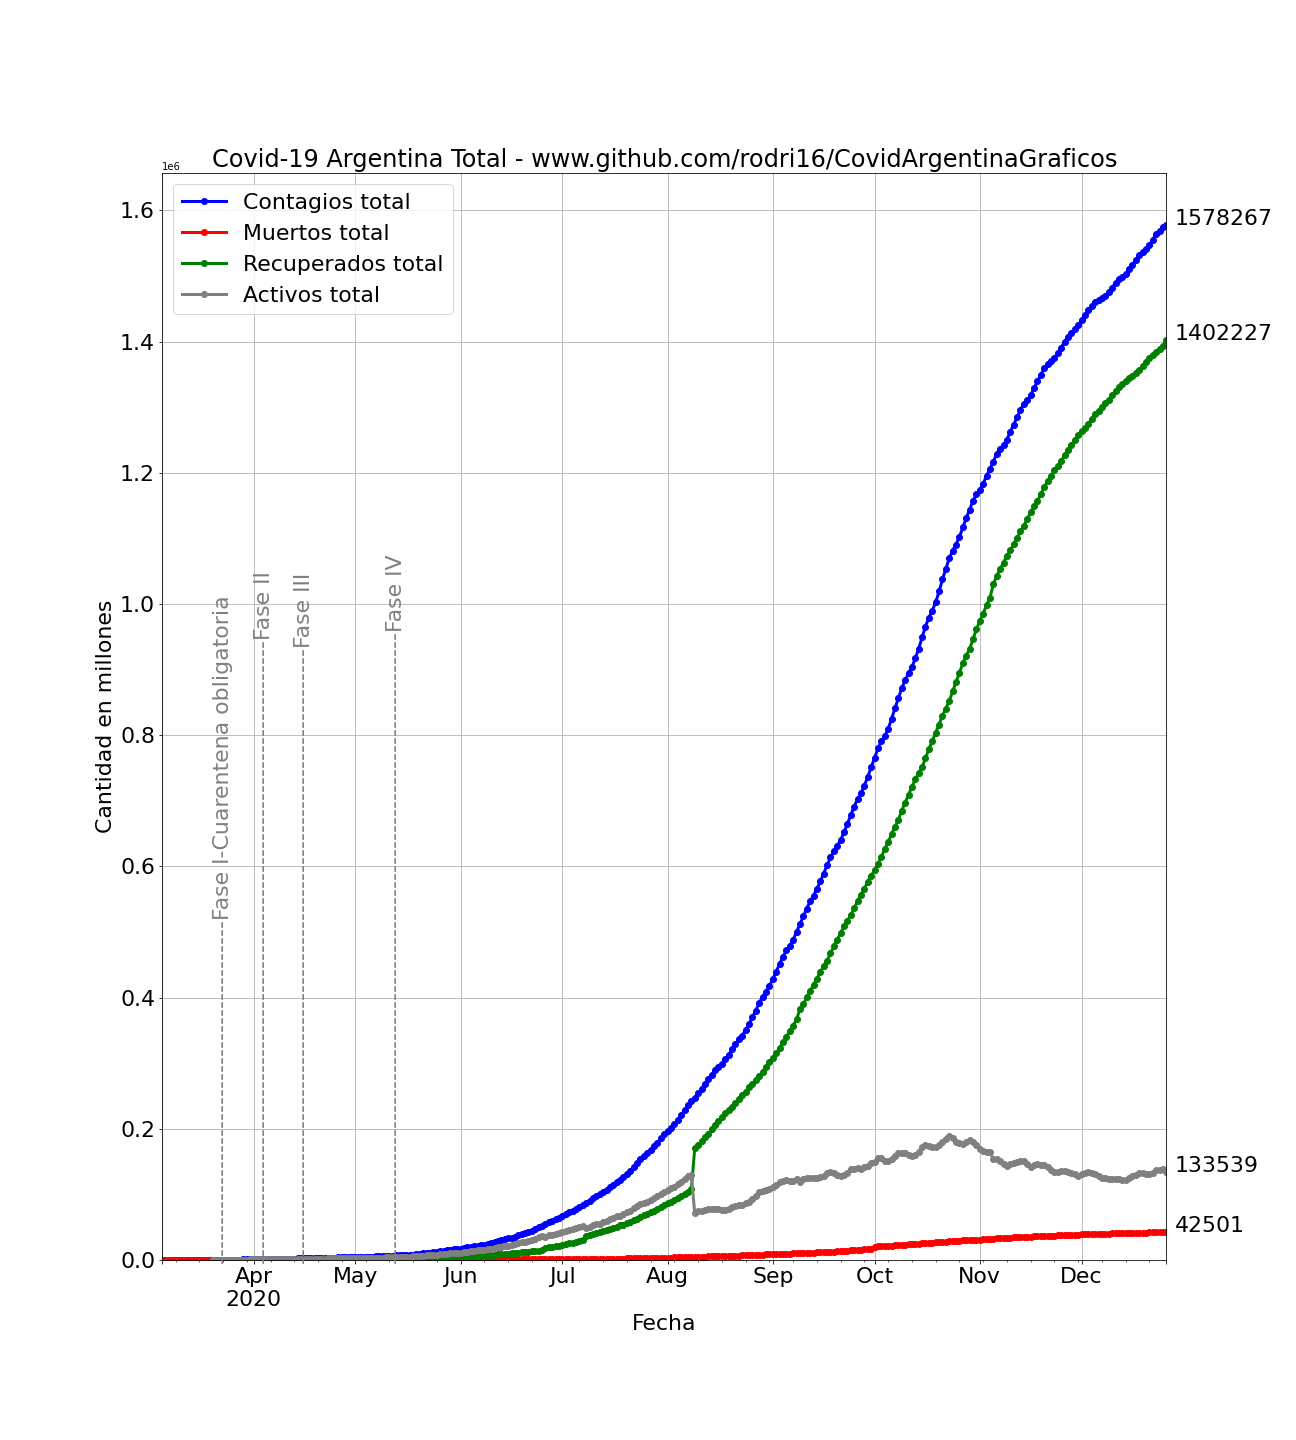 Covid-19 Argentina Total - www.github.com/rodri16/CovidArgentinaGraficos
1e6
Contagios total
Muertos total
Recuperados total
Activos total
1.6
1.4
1.2
1.0
0.8
0.6
0.4
0.2
0.0
Cantidad en millones
Fase I-Cuarentena obligatoria
Fase II
Fase III
Fase IV
1578267
1402227
133539
42501
Apr May Jun Jul Aug Sep Oct Nov Dec
2020
Fecha